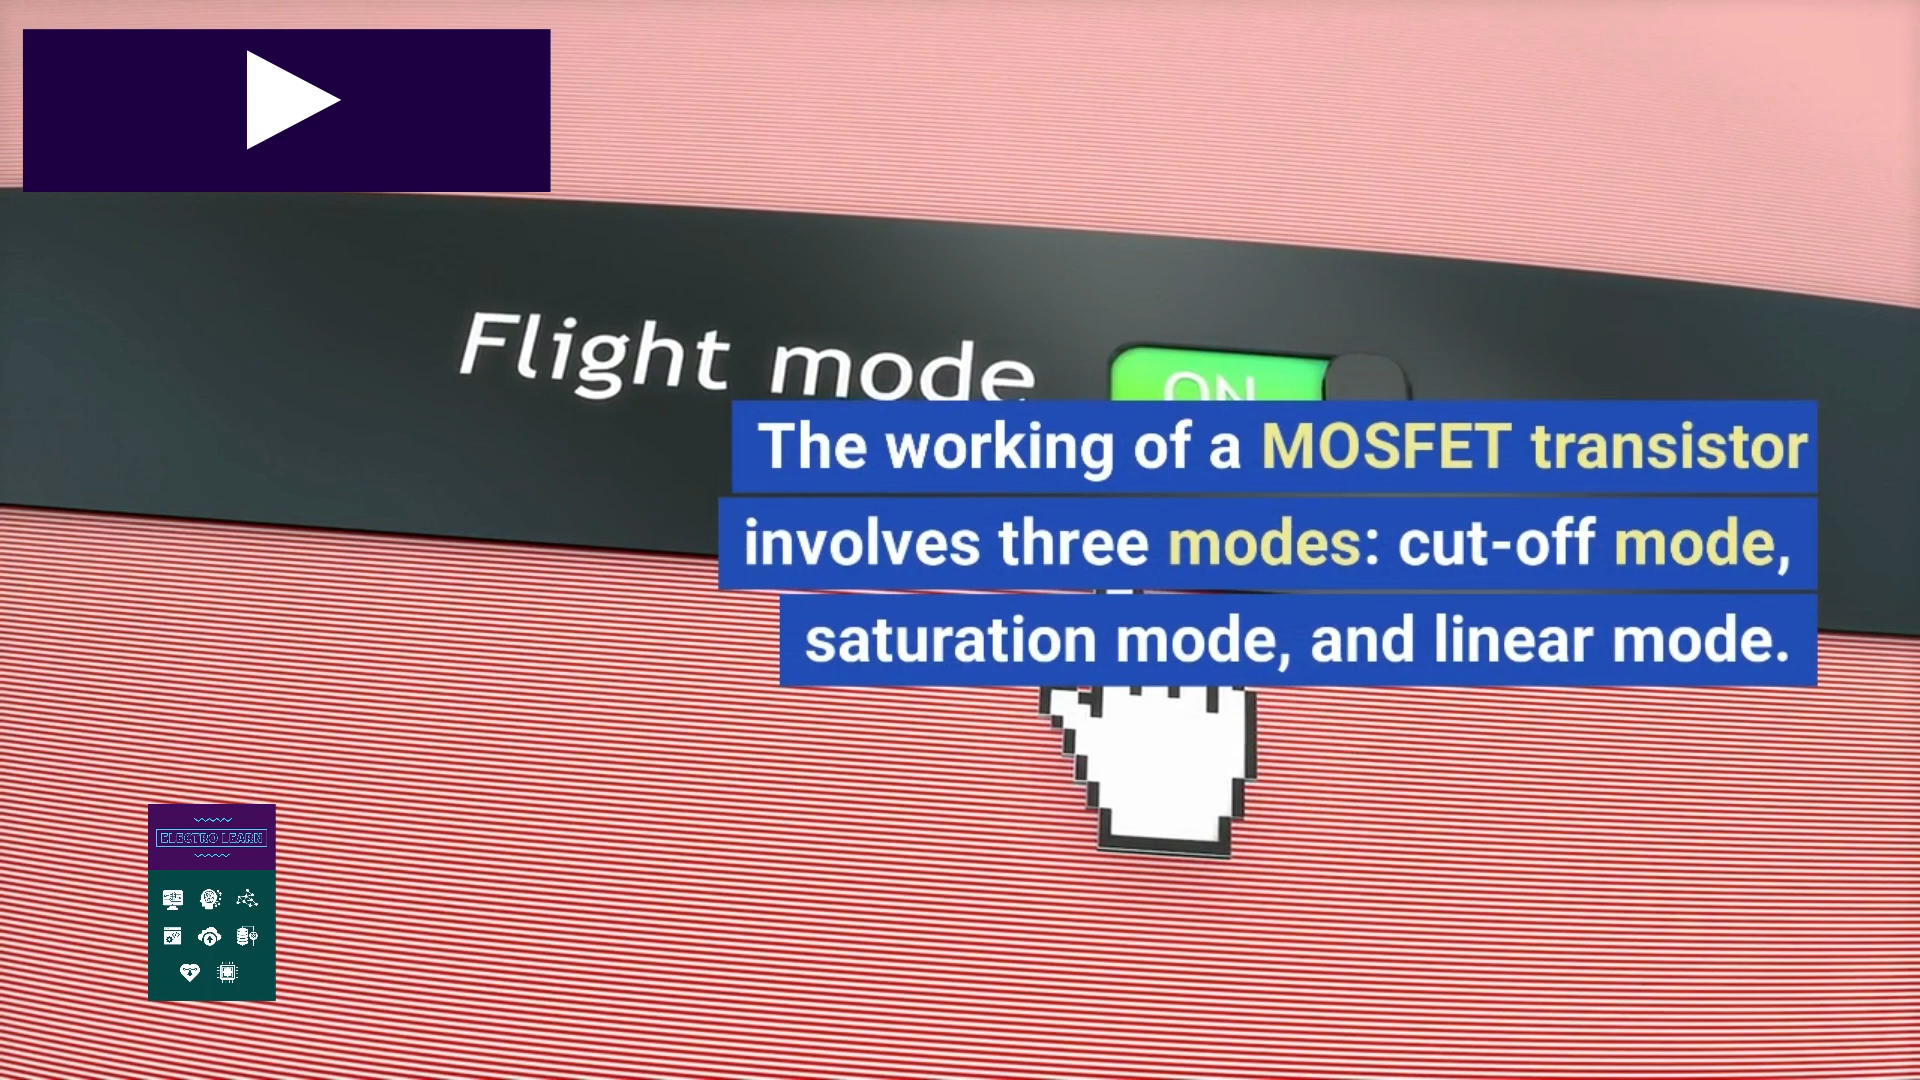 Flight mode
ON
The working of a MOSFET transistor
involves three modes: cut-off mode,
saturation mode, and linear mode.
ELECTRO LEARN